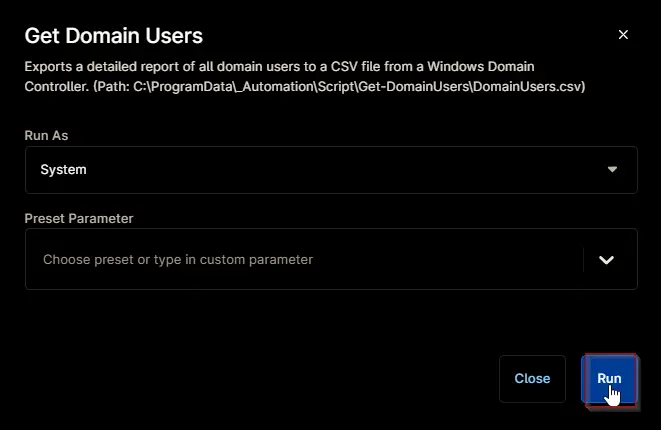 Get Domain Users
Exports a detailed report of all domain users to a CSV file from a Windows Domain
Controller. (Path: C:\ProgramData\_Automation\Script\Get-DomainUsers\DomainUsers.csv)
Run As
System
Preset Parameter
Choose preset or type in custom parameter
Close
Run